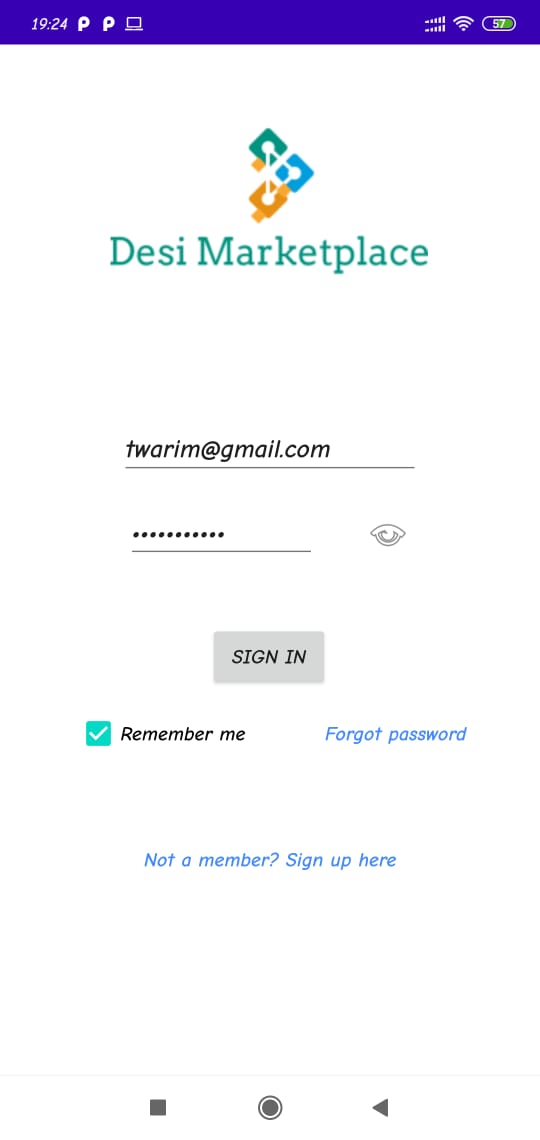 19:24
57
Desi Marketplace
twarim@gmail.com
•••••••••••
SIGN IN
Remember me
Forgot password
Not a member? Sign up here